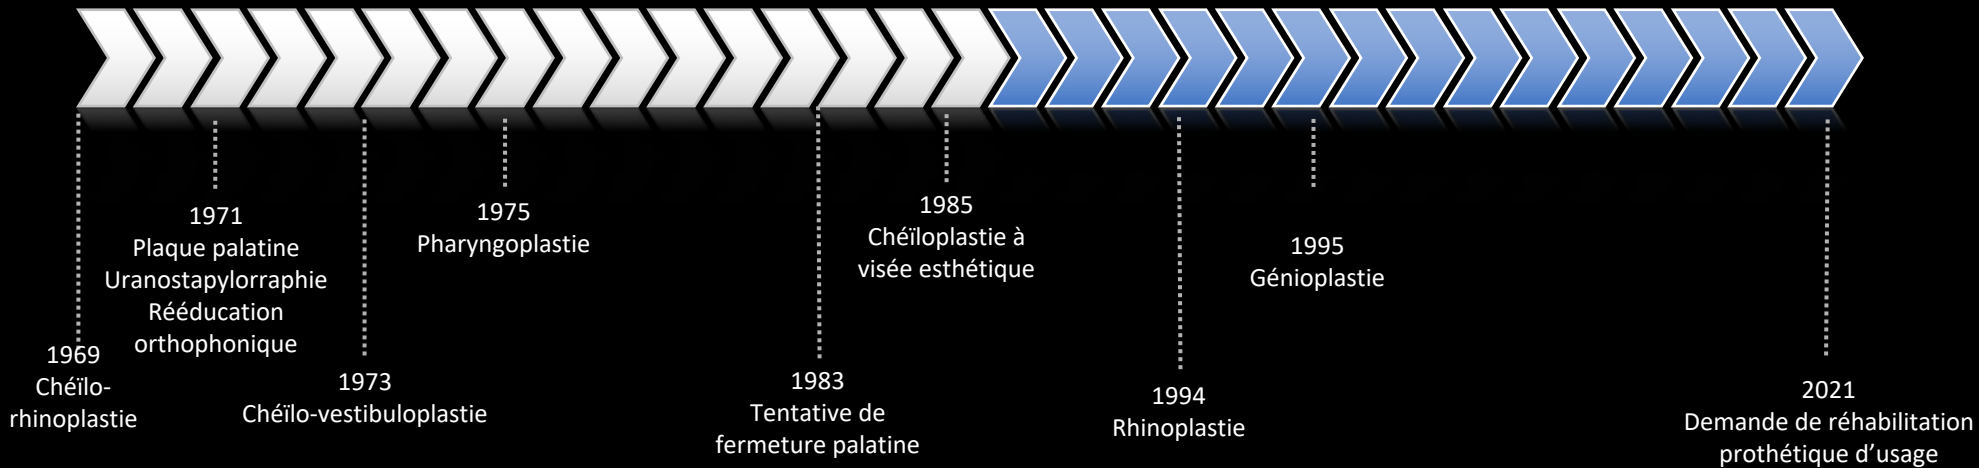 1969
Chéïlo-
rhinoplastie
1971
Plaque palatine
Uranostapylorraphie
Rééducation
orthophonique
1973
Chéïlo-vestibuloplastie
1975
Pharyngoplastie
1983
Tentative de
fermeture palatine
1985
Chéïloplastie à
visée esthétique
1994
Rhinoplastie
1995
Génioplastie
2021
Demande de réhabilitation
prothétique d’usage